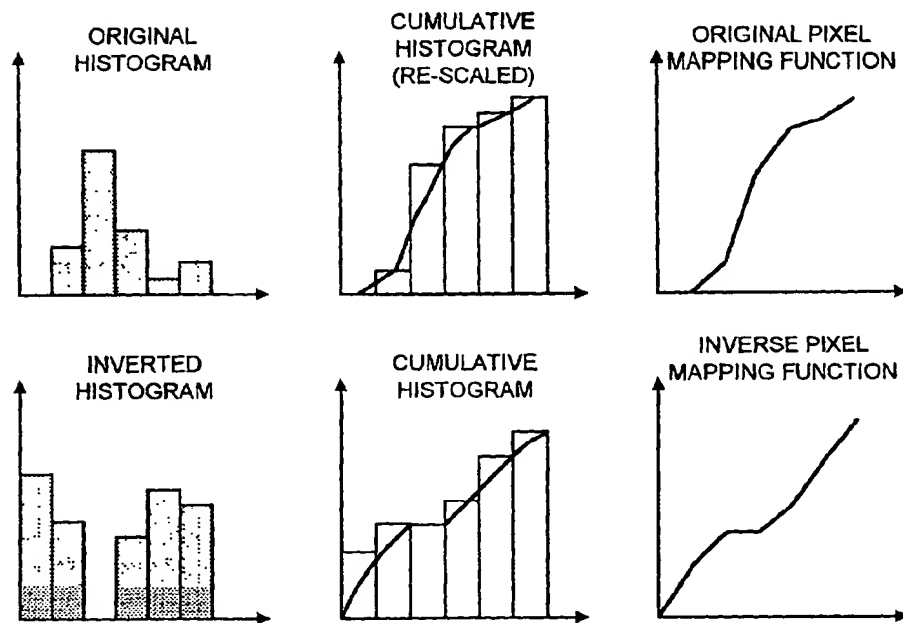 ORIGINAL
HISTOGRAM
CUMULATIVE
HISTOGRAM
(RE-SCALED)
ORIGINAL PIXEL
MAPPING FUNCTION
INVERTED
HISTOGRAM
CUMULATIVE
HISTOGRAM
INVERSE PIXEL
MAPPING FUNCTION